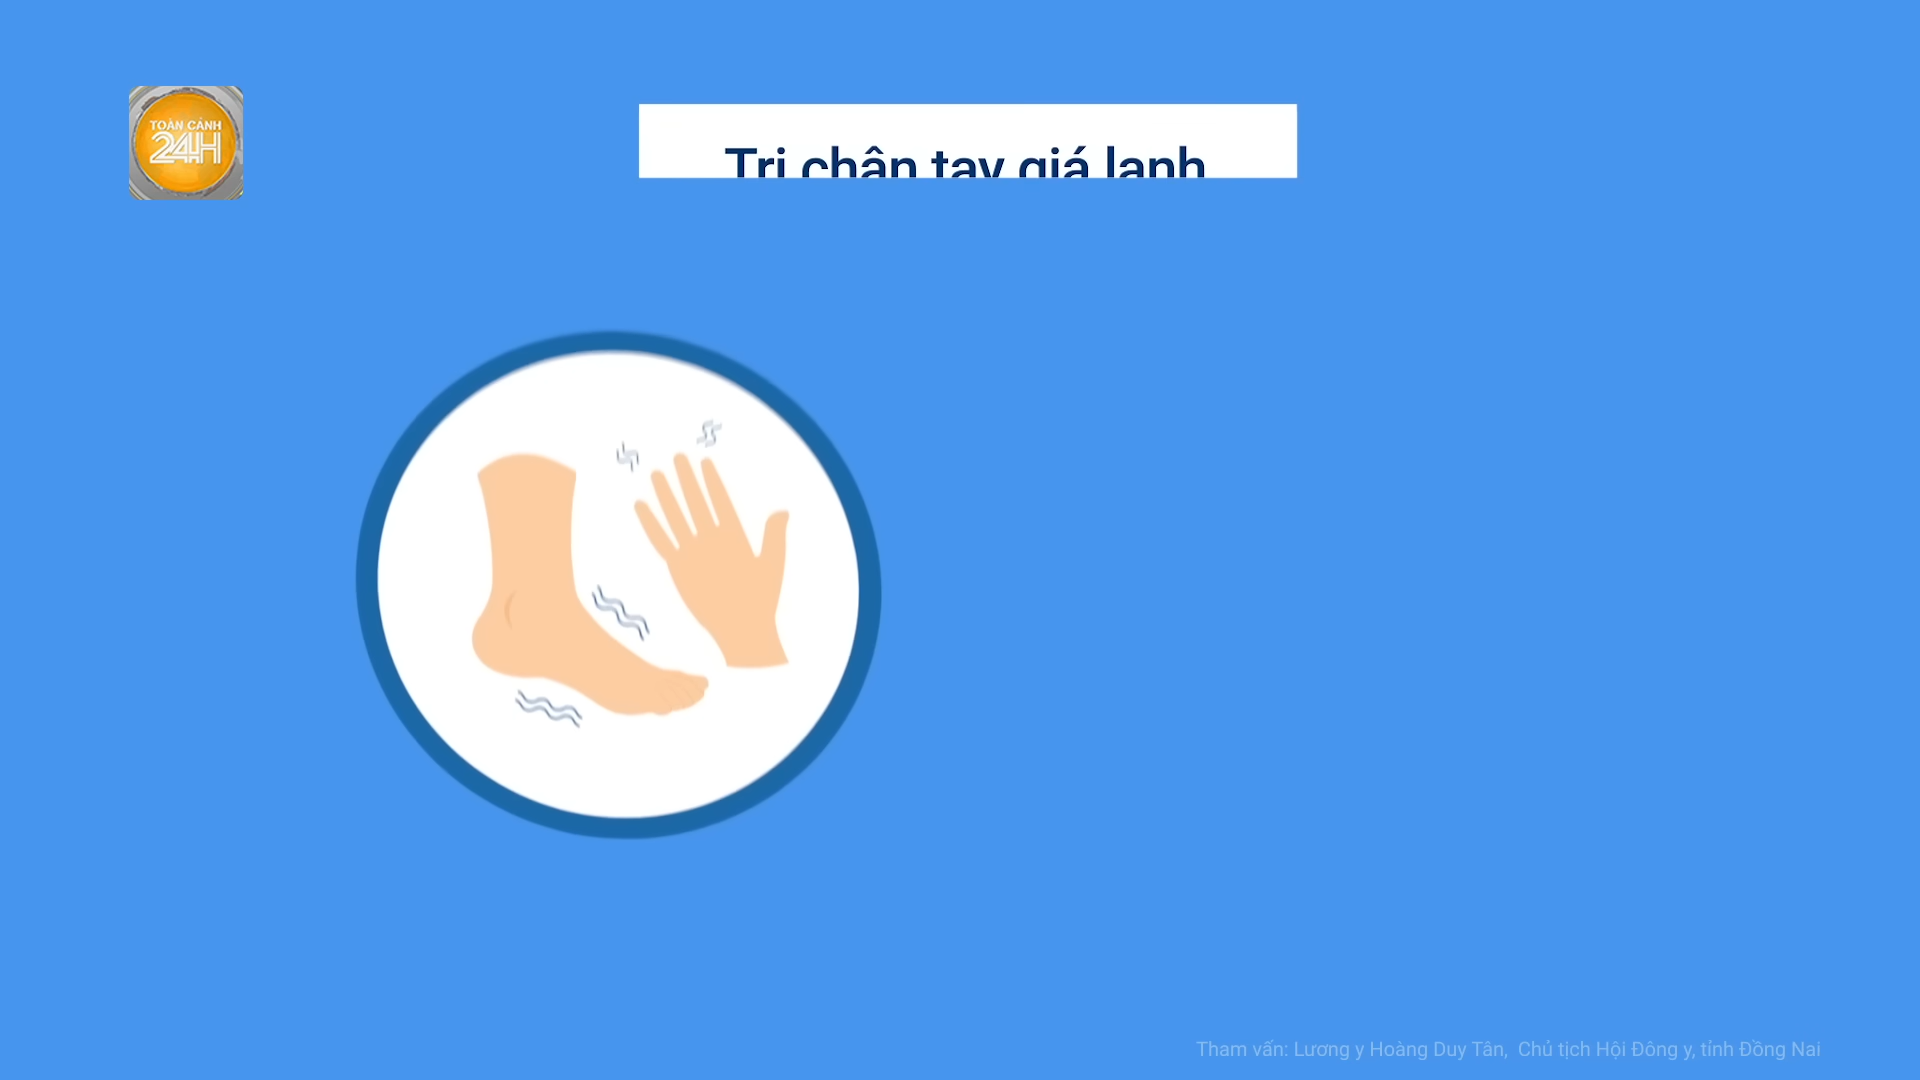 TOÀN CẢNH
24H
Trị chân tay giá lạnh
Tham vấn: Lương y Hoàng Duy Tân, Chủ tịch Hội Đông y, tỉnh Đồng Nai